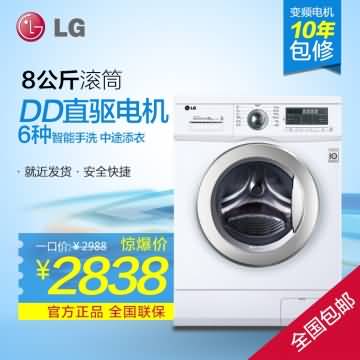 LG
变频电机
10年
包修
8公斤滚筒
DD直驱电机
6种智能手洗 中途添衣
· 就近发货 · 安全快捷
一口价:¥2988 惊爆价
¥2838
官方正品 全国联保
LG
全国包邮